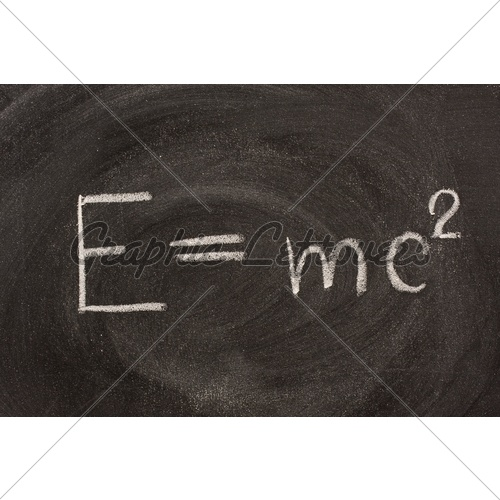 E = mc²